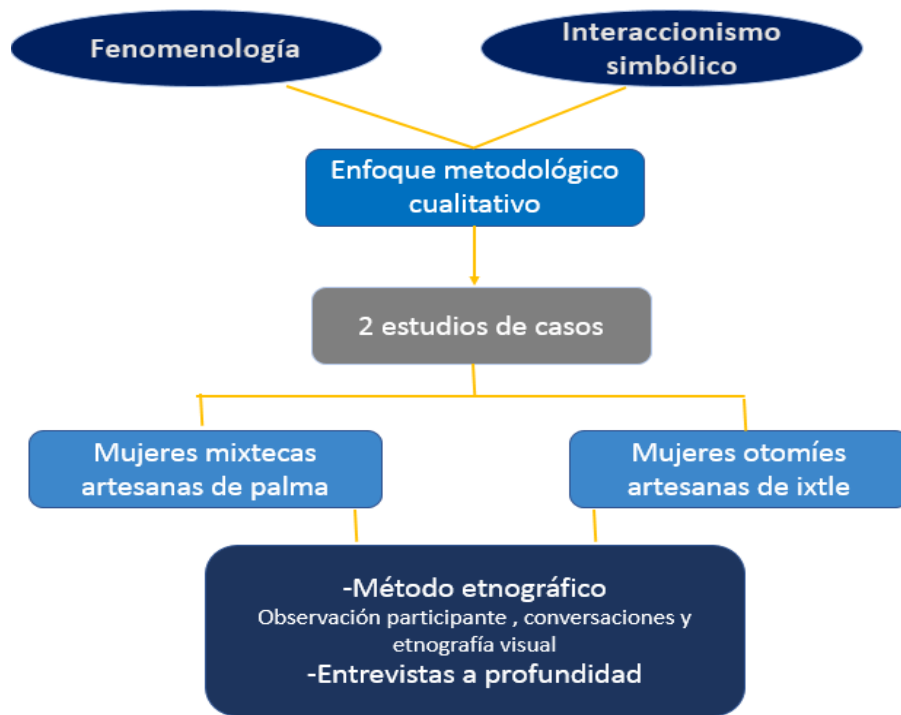 Fenomenología
Interaccionismo
simbólico
Enfoque metodológico
cualitativo
2 estudios de casos
Mujeres mixtecas
artesanas de palma
Mujeres otomíes
artesanas de ixtle
-Método etnográfico
Observación participante , conversaciones y
etnografía visual
-Entrevistas a profundidad